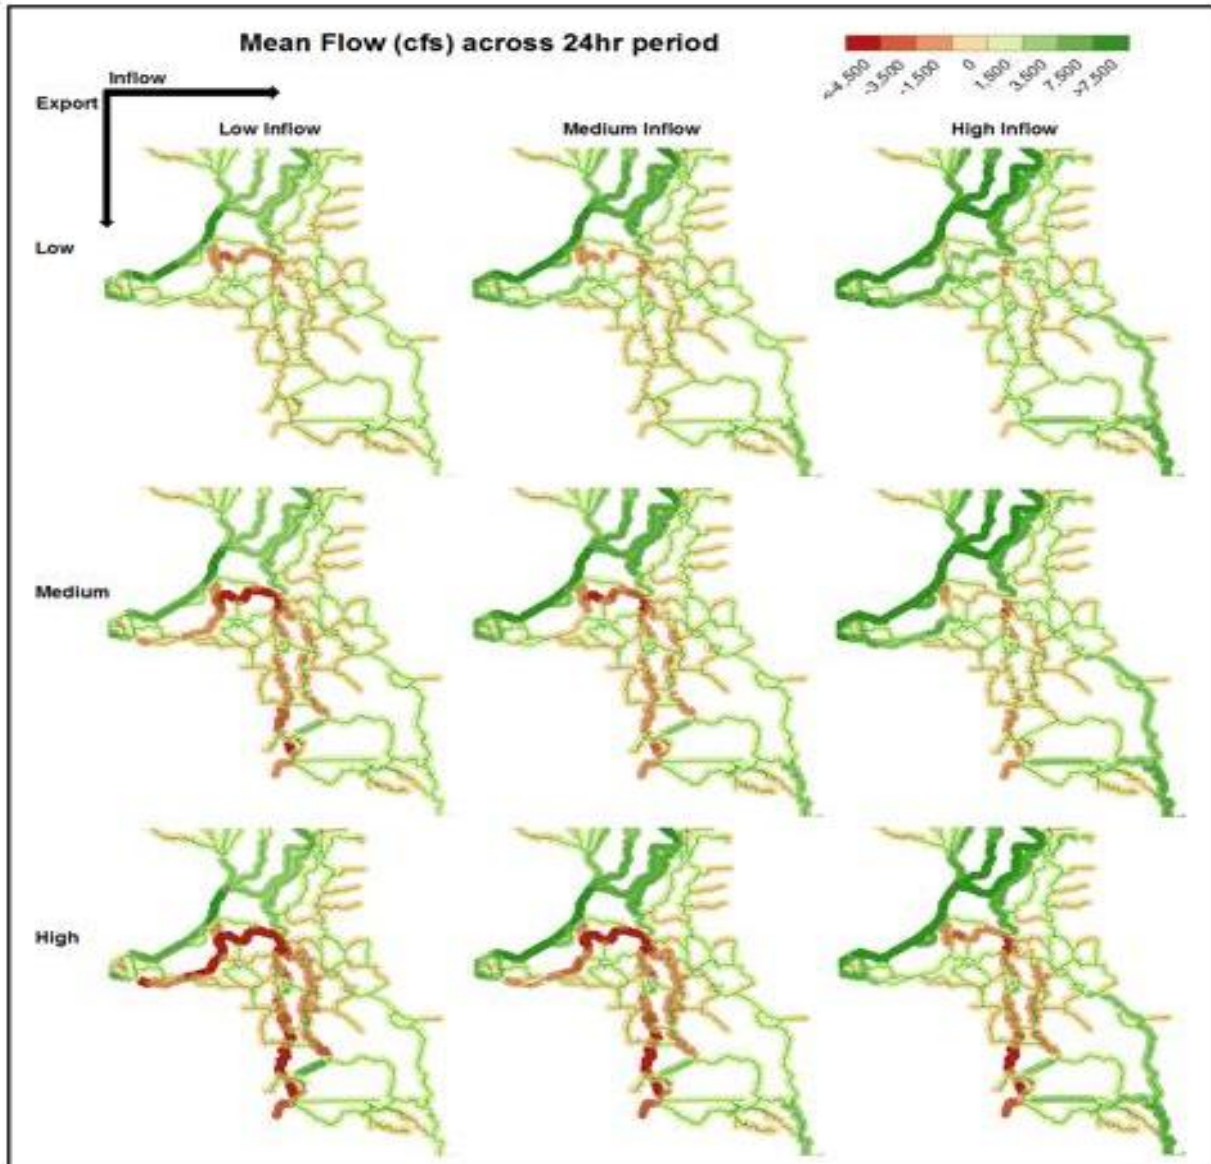 Mean Flow (cfs) across 24hr period
<-4,500 -3,500 -1,500 0 1,500 3,500 7,500 >7,500
Inflow
Export
Low Inflow Medium Inflow High Inflow
Low
Medium
High